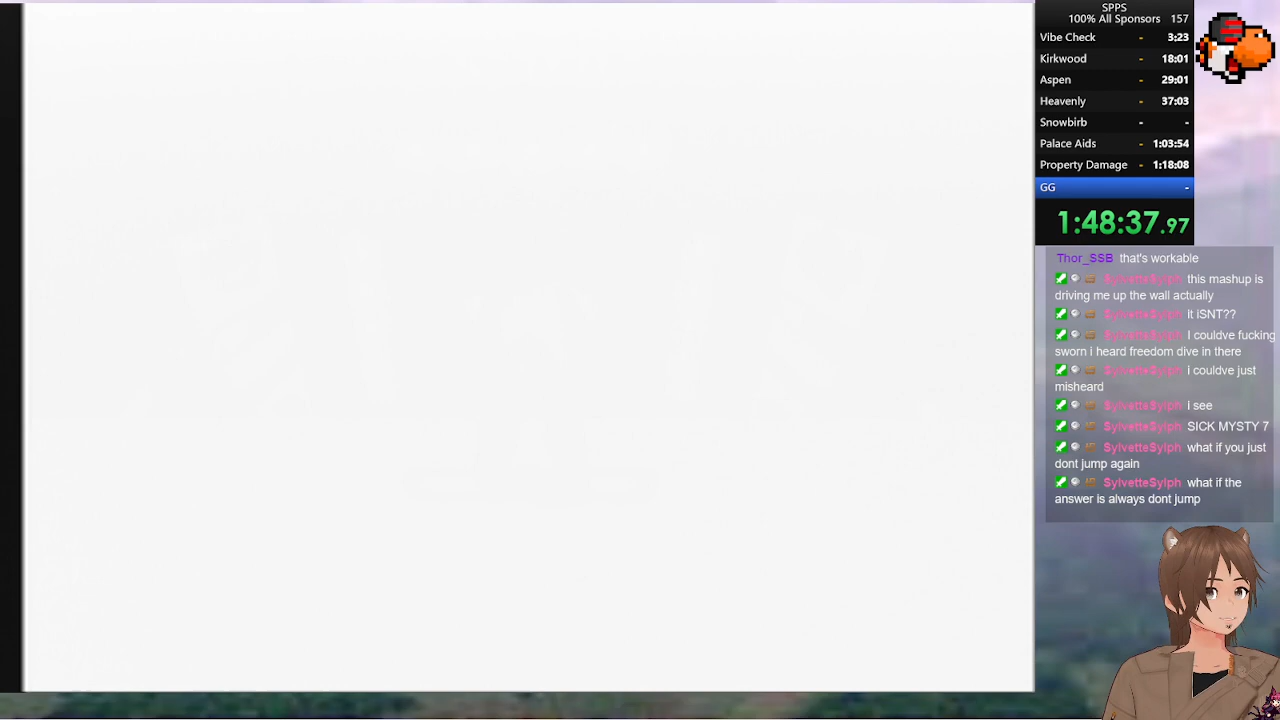 SPPS
100% All Sponsors 157
Vibe Check - 3:23
Kirkwood - 18:01
Aspen - 29:01
Heavenly - 37:03
Snowbirb - -
Palace Aids - 1:03:54
Property Damage - 1:18:08
GG -
1:48:37.97
Thor_SSB that's workable
SylvetteSylph this mashup is
driving me up the wall actually
SylvetteSylph it iSNT??
SylvetteSylph I couldve fucking
sworn i heard freedom dive in there
SylvetteSylph i couldve just
misheard
SylvetteSylph i see
SylvetteSylph SICK MYSTY 7
SylvetteSylph what if you just
dont jump again
SylvetteSylph what if the
answer is always dont jump